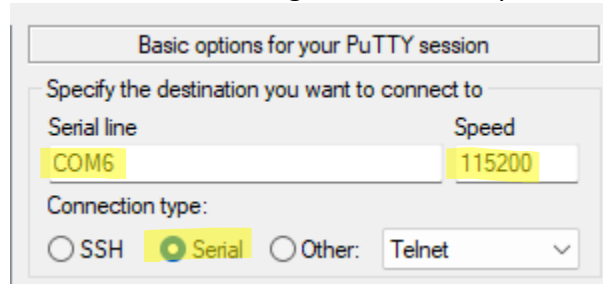 Basic options for your PuTTY session
Specify the destination you want to connect to
Serial line Speed
COM6 115200
Connection type:
SSH Serial Other: Telnet